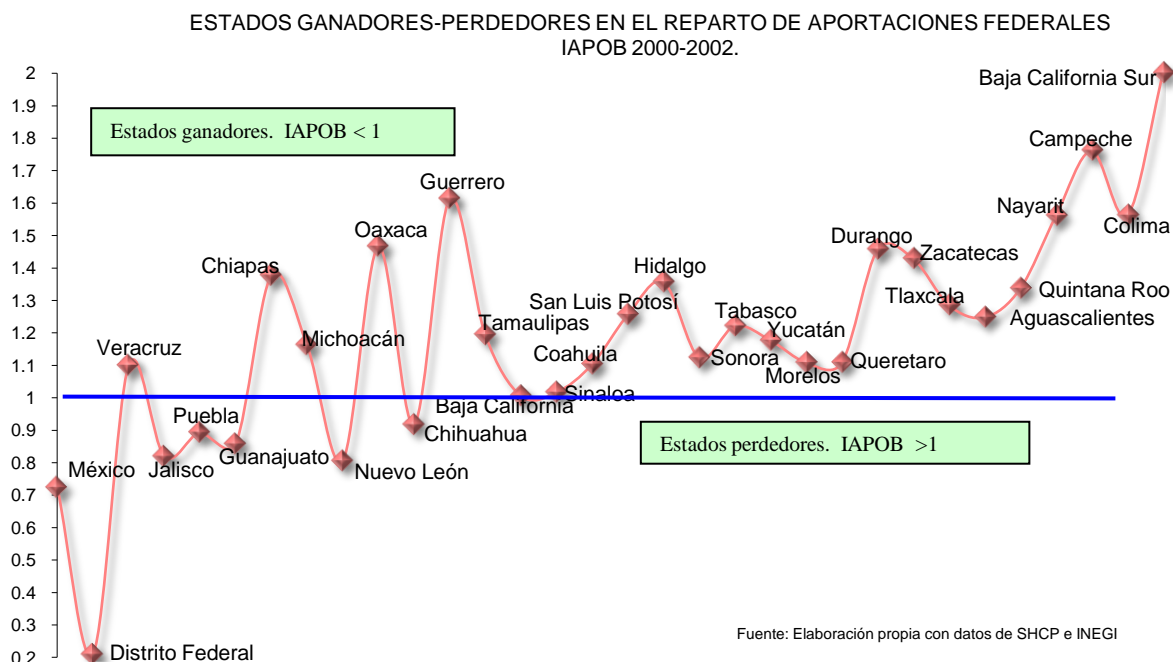 ESTADOS GANADORES-PERDEDORES EN EL REPARTO DE APORTACIONES FEDERALES
IAPOB 2000-2002.
2
1.9
1.8
1.7
1.6
1.5
1.4
1.3
1.2
1.1
1
0.9
0.8
0.7
0.6
0.5
0.4
0.3
0.2
Estados ganadores. IAPOB < 1
Estados perdedores. IAPOB >1
México
Distrito Federal
Veracruz
Jalisco
Puebla
Guanajuato
Chiapas
Michoacán
Nuevo León
Oaxaca
Chihuahua
Guerrero
Tamaulipas
Baja California
Sinaloa
Coahuila
San Luis Potosí
Hidalgo
Sonora
Tabasco
Yucatán
Morelos
Queretaro
Durango
Zacatecas
Tlaxcala
Aguascalientes
Quintana Roo
Nayarit
Campeche
Colima
Baja California Sur
Fuente: Elaboración propia con datos de SHCP e INEGI